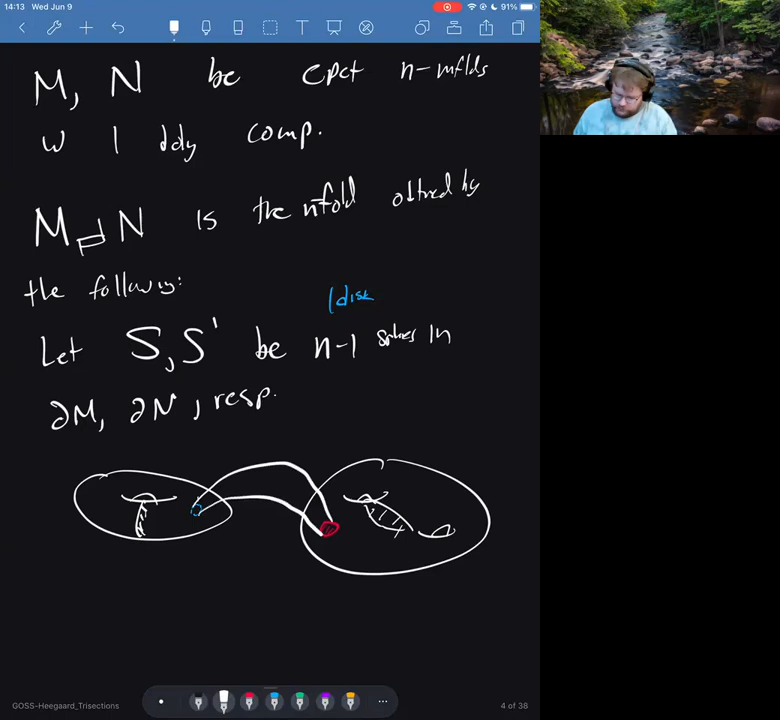 14:13 Wed Jun 9
91%
M, N be cpct n-mflds
w 1 bdy comp.
M ♮ N is the mfold obtned by
the following:
(disk
Let S, S' be n-1 sphres in
∂M, ∂N, resp.
GOSS-Heegaard_Trisections
4 of 38